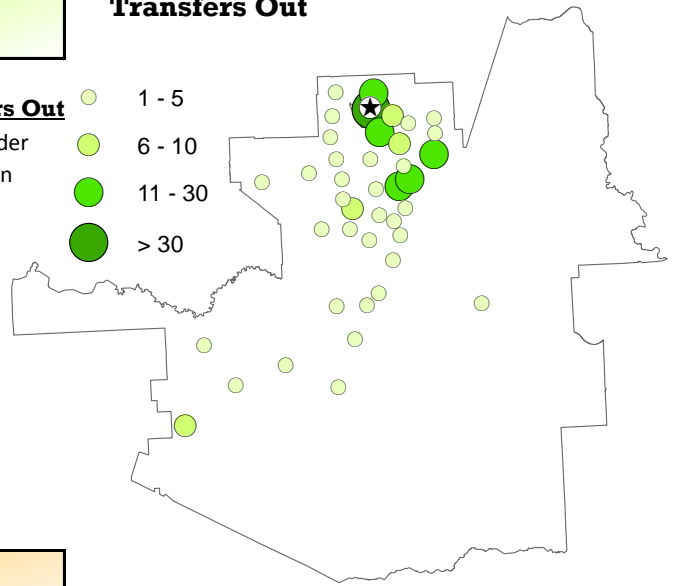 Transfers Out
rs Out
der
n
1 - 5
6 - 10
11 - 30
> 30